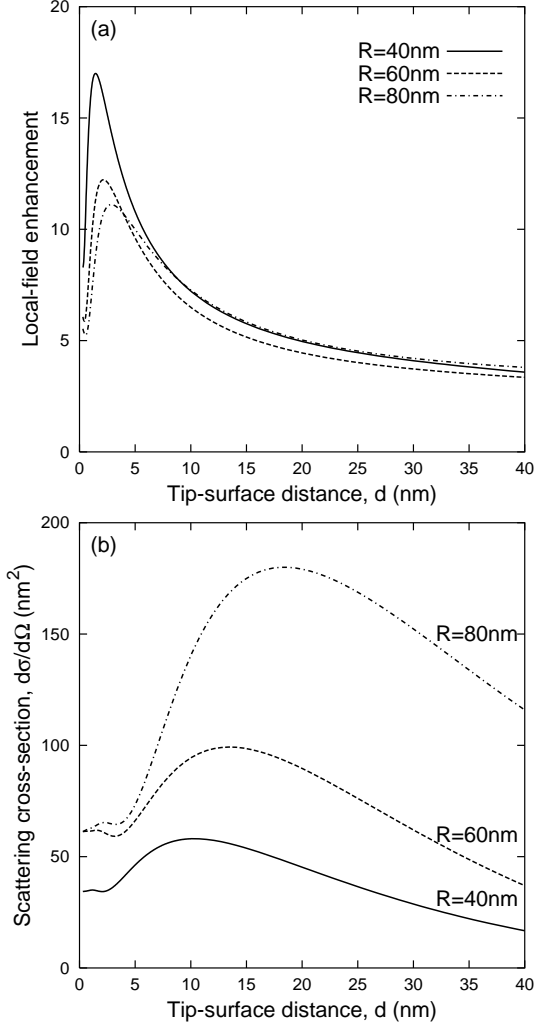 (a)
R=40nm
R=60nm
R=80nm
20
15
10
5
0
Local-field enhancement
0 5 10 15 20 25 30 35 40
Tip-surface distance, d (nm)
(b)
200
150
100
50
0
Scattering cross-section, dσ/dΩ (nm²)
R=80nm
R=60nm
R=40nm
0 5 10 15 20 25 30 35 40
Tip-surface distance, d (nm)